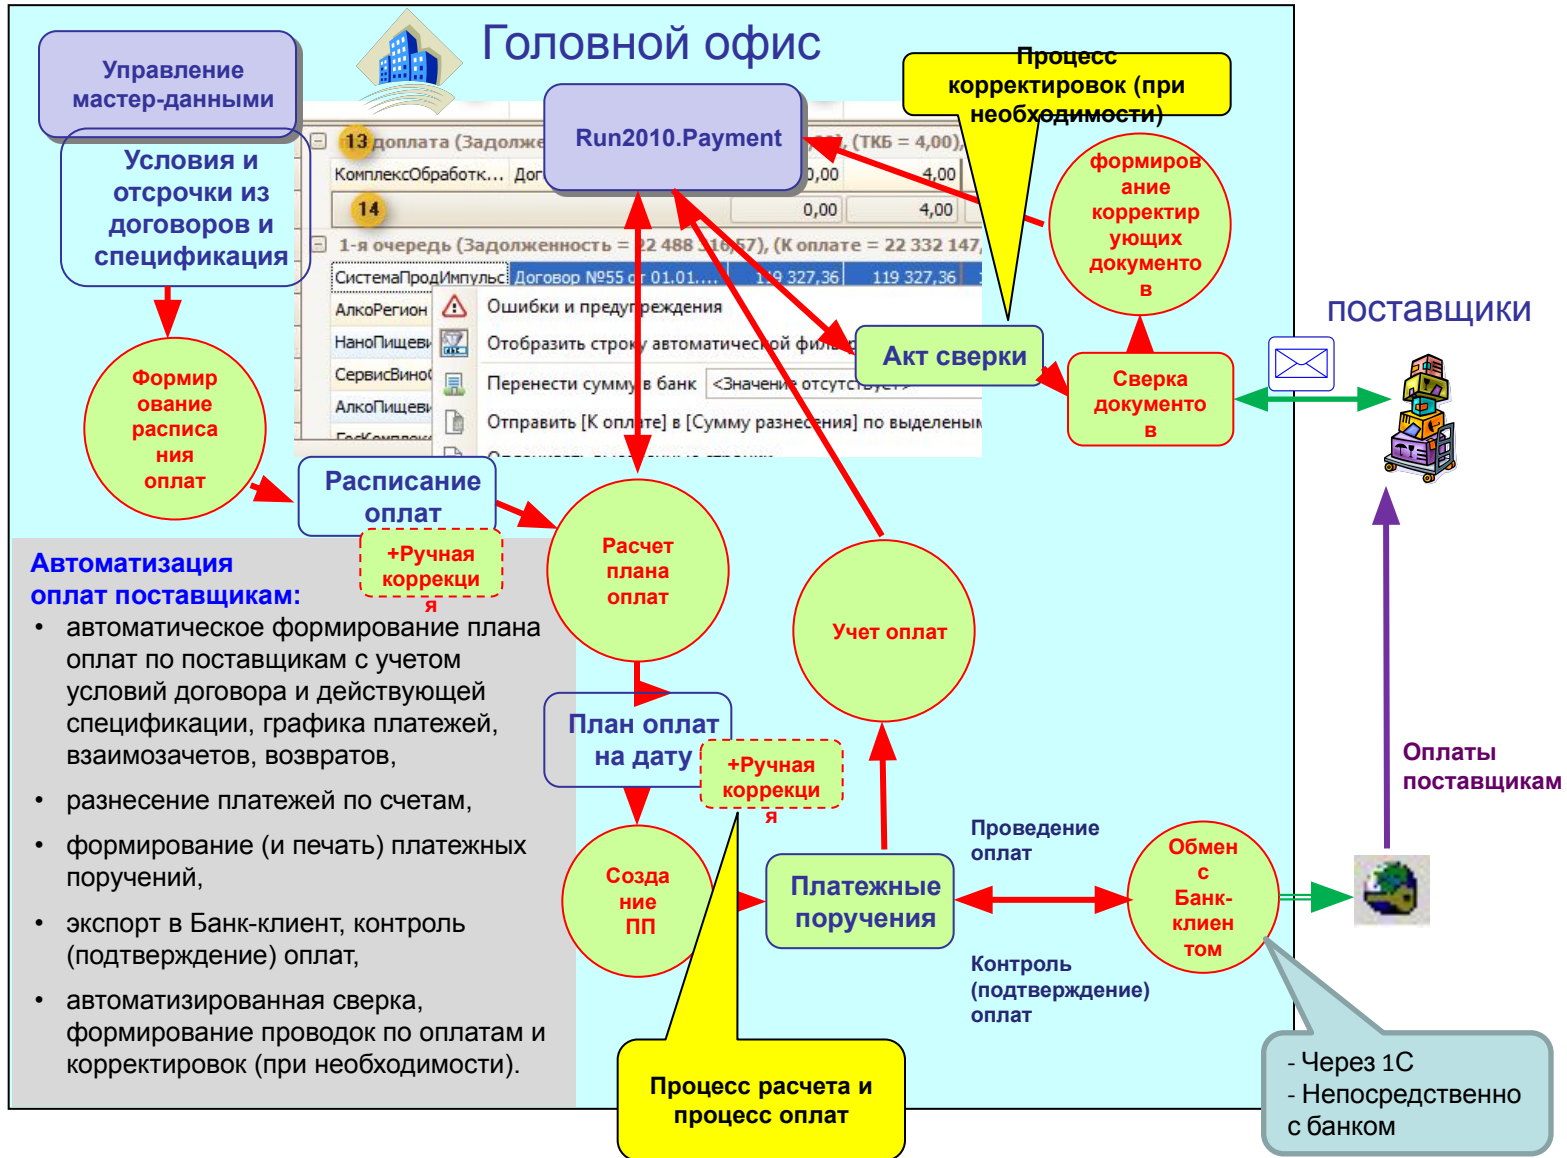 Головной офис
Управление
мастер-данными
Условия и
отсрочки из
договоров и
спецификация
Run2010.Payment
Процесс
корректировок (при
необходимости)
13 доплата (Задолже
(ТКБ = 4,00),
КомплексОбработк... Дог
0,00 4,00
14
0,00 4,00
1-я очередь (Задолженность = 22 488 316,57), (К оплате = 22 332 147,
СистемаПродИмпульс Договор №55 от 01.01.... 119 327,36 119 327,36
АлкоРегион
Ошибки и предупреждения
НаноПищеви
Отобразить строку автоматической фильтр
СервисВино
Перенести сумму в банк <Значение отсутствует>
АлкоПищеви
Отправить [К оплате] в [Сумму разнесения] по выделеным
формиров
ание
корректир
ующих
документо
в
поставщики
Акт сверки
Сверка
документо
в
Формир
ование
расписа
ния
оплат
Расписание
оплат
+Ручная
коррекци
я
Расчет
плана
оплат
Учет оплат
Автоматизация
оплат поставщикам:
• автоматическое формирование плана
оплат по поставщикам с учетом
условий договора и действующей
спецификации, графика платежей,
взаимозачетов, возвратов,
• разнесение платежей по счетам,
• формирование (и печать) платежных
поручений,
• экспорт в Банк-клиент, контроль
(подтверждение) оплат,
• автоматизированная сверка,
формирование проводок по оплатам и
корректировок (при необходимости).
План оплат
на дату
+Ручная
коррекци
я
Оплаты
поставщикам
Созда
ние
ПП
Платежные
поручения
Проведение
оплат
Контроль
(подтверждение)
оплат
Обмен
с
Банк-
клиен
том
Процесс расчета и
процесс оплат
- Через 1С
- Непосредственно
с банком